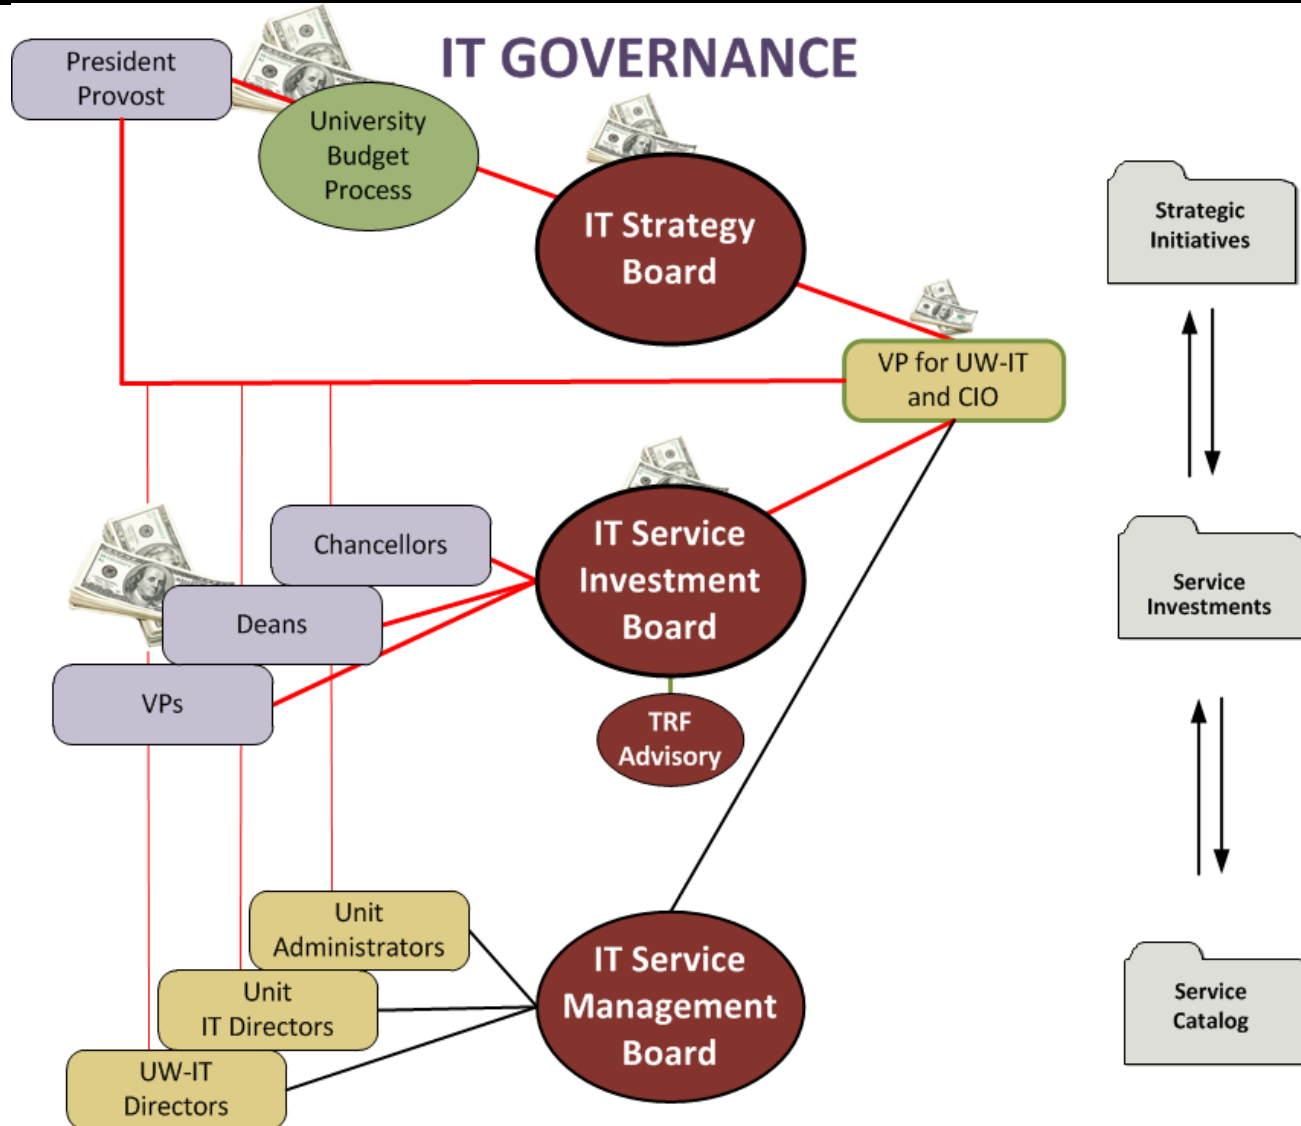 IT GOVERNANCE
President
Provost
University
Budget
Process
IT Strategy
Board
Strategic
Initiatives
VP for UW-IT
and CIO
Chancellors
Deans
VPs
IT Service
Investment
Board
Service
Investments
TRF
Advisory
Unit
Administrators
Unit
IT Directors
UW-IT
Directors
IT Service
Management
Board
Service
Catalog